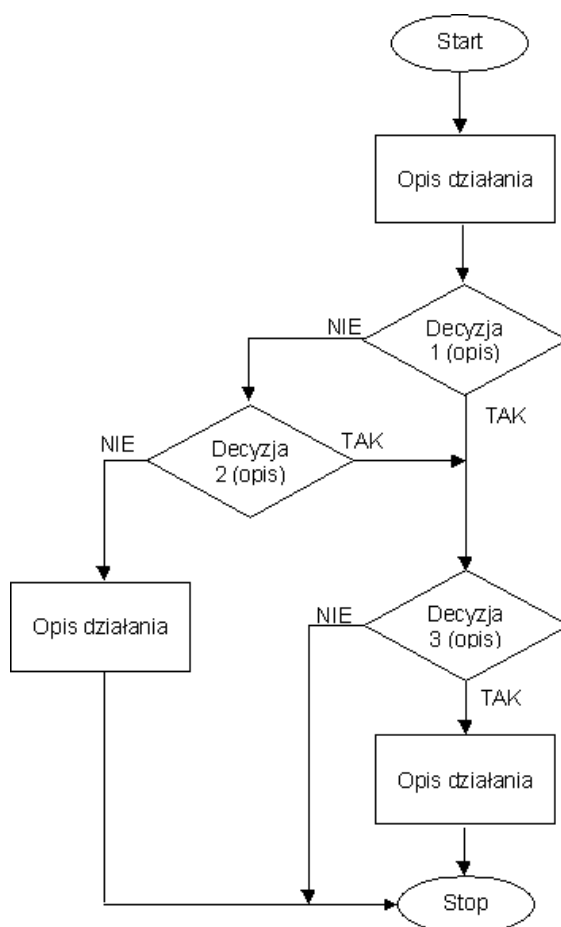 Start
Opis działania
NIE
Decyzja
1 (opis)
TAK
NIE
Decyzja
2 (opis)
TAK
Opis działania
NIE
Decyzja
3 (opis)
TAK
Opis działania
Stop